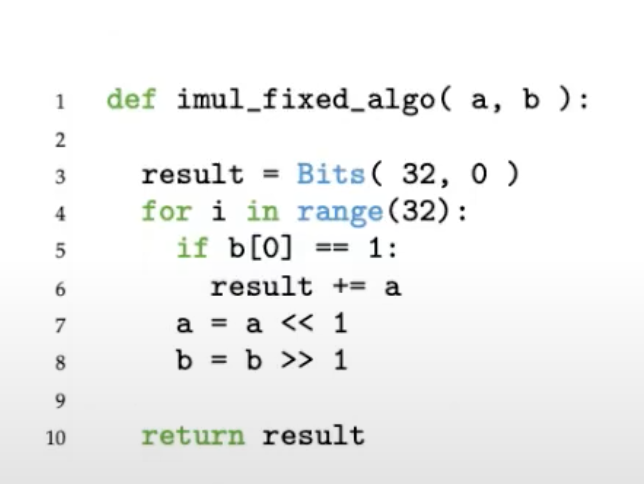 1 def imul_fixed_algo( a, b ):
2
3 result = Bits( 32, 0 )
4 for i in range(32):
5 if b[0] == 1:
6 result += a
7 a = a << 1
8 b = b >> 1
9
10 return result